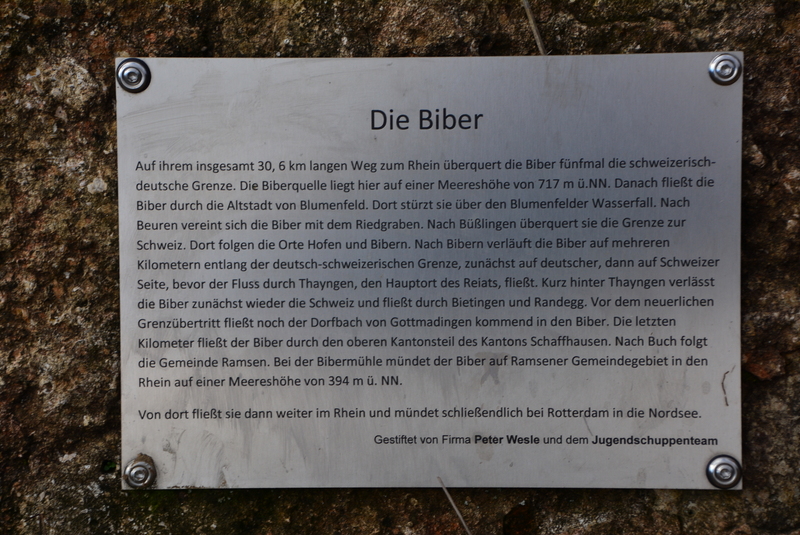 Die Biber
Auf ihrem insgesamt 30, 6 km langen Weg zum Rhein überquert die Biber fünfmal die schweizerisch-
deutsche Grenze. Die Biberquelle liegt hier auf einer Meereshöhe von 717 m ü.NN. Danach fließt die
Biber durch die Altstadt von Blumenfeld. Dort stürzt sie über den Blumenfelder Wasserfall. Nach
Beuren vereint sich die Biber mit dem Riedgraben. Nach Büßlingen überquert sie die Grenze zur
Schweiz. Dort folgen die Orte Hofen und Bibern. Nach Bibern verläuft die Biber auf mehreren
Kilometern entlang der deutsch-schweizerischen Grenze, zunächst auf deutscher, dann auf Schweizer
Seite, bevor der Fluss durch Thayngen, den Hauptort des Reiats, fließt. Kurz hinter Thayngen verlässt
die Biber zunächst wieder die Schweiz und fließt durch Bietingen und Randegg. Vor dem neuerlichen
Grenzübertritt fließt noch der Dorfbach von Gottmadingen kommend in den Biber. Die letzten
Kilometer fließt der Biber durch den oberen Kantonsteil des Kantons Schaffhausen. Nach Buch folgt
die Gemeinde Ramsen. Bei der Bibermühle mündet der Biber auf Ramsener Gemeindegebiet in den
Rhein auf einer Meereshöhe von 394 m ü. NN.
Von dort fließt sie dann weiter im Rhein und mündet schließendlich bei Rotterdam in die Nordsee.
Gestiftet von Firma Peter Wesle und dem Jugendschuppenteam